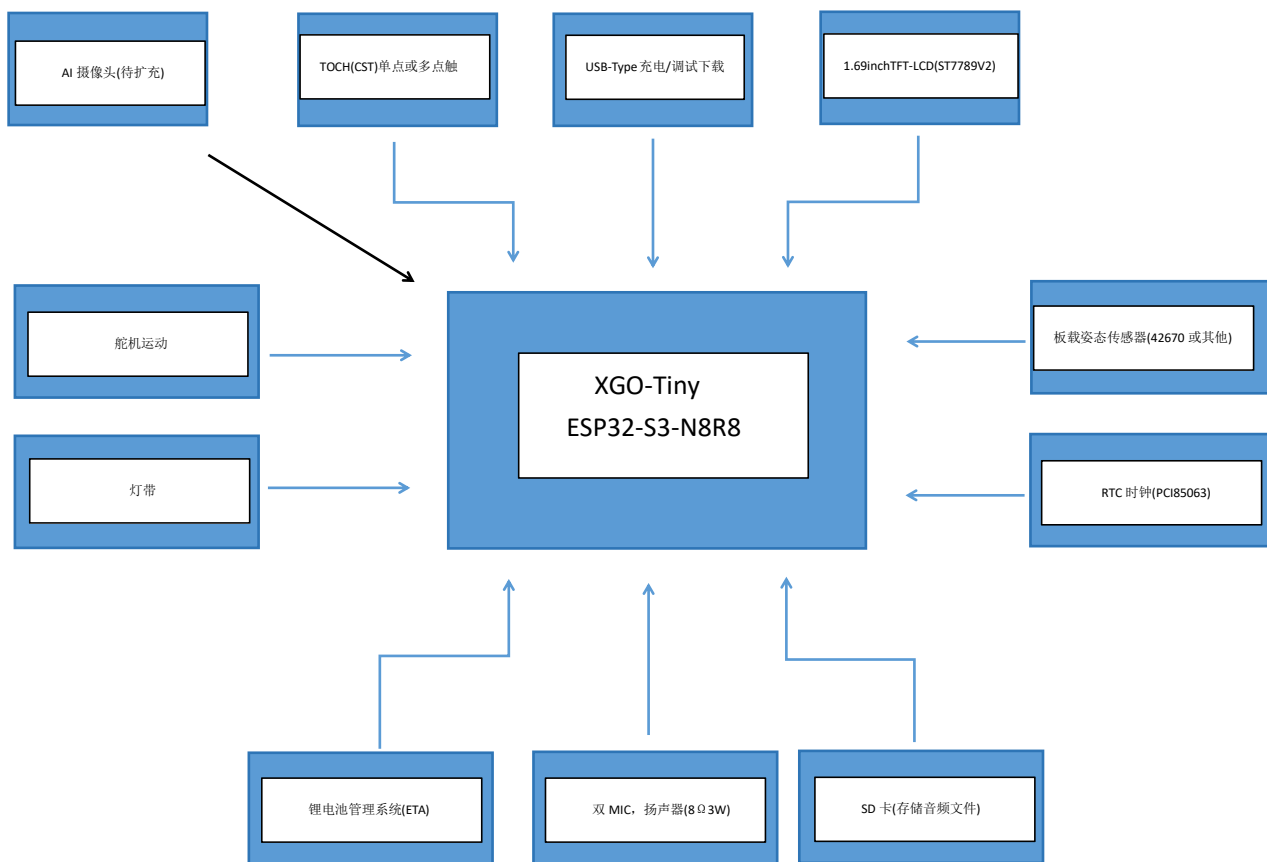 AI 摄像头(待扩充)
TOCH(CST)单点或多点触
USB-Type 充电/调试下载
1.69inchTFT-LCD(ST7789V2)
舵机运动
XGO-Tiny
ESP32-S3-N8R8
板载姿态传感器(42670 或其他)
灯带
RTC 时钟(PCI85063)
锂电池管理系统(ETA)
双 MIC，扬声器(8Ω3W)
SD 卡(存储音频文件)